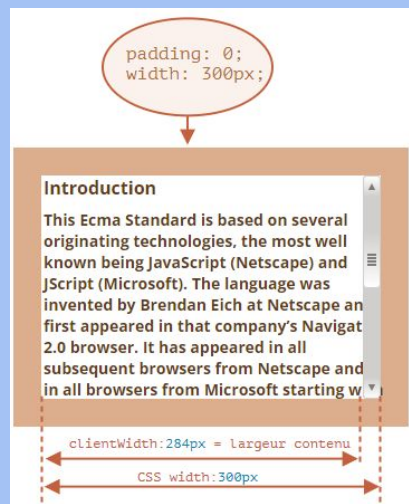 padding: 0;
width: 300px;
Introduction
This Ecma Standard is based on several
originating technologies, the most well
known being JavaScript (Netscape) and
JScript (Microsoft). The language was
invented by Brendan Eich at Netscape an
first appeared in that company's Navigat
2.0 browser. It has appeared in all
subsequent browsers from Netscape and
in all browsers from Microsoft starting
clientWidth:284px = largeur contenu
CSS width:300px